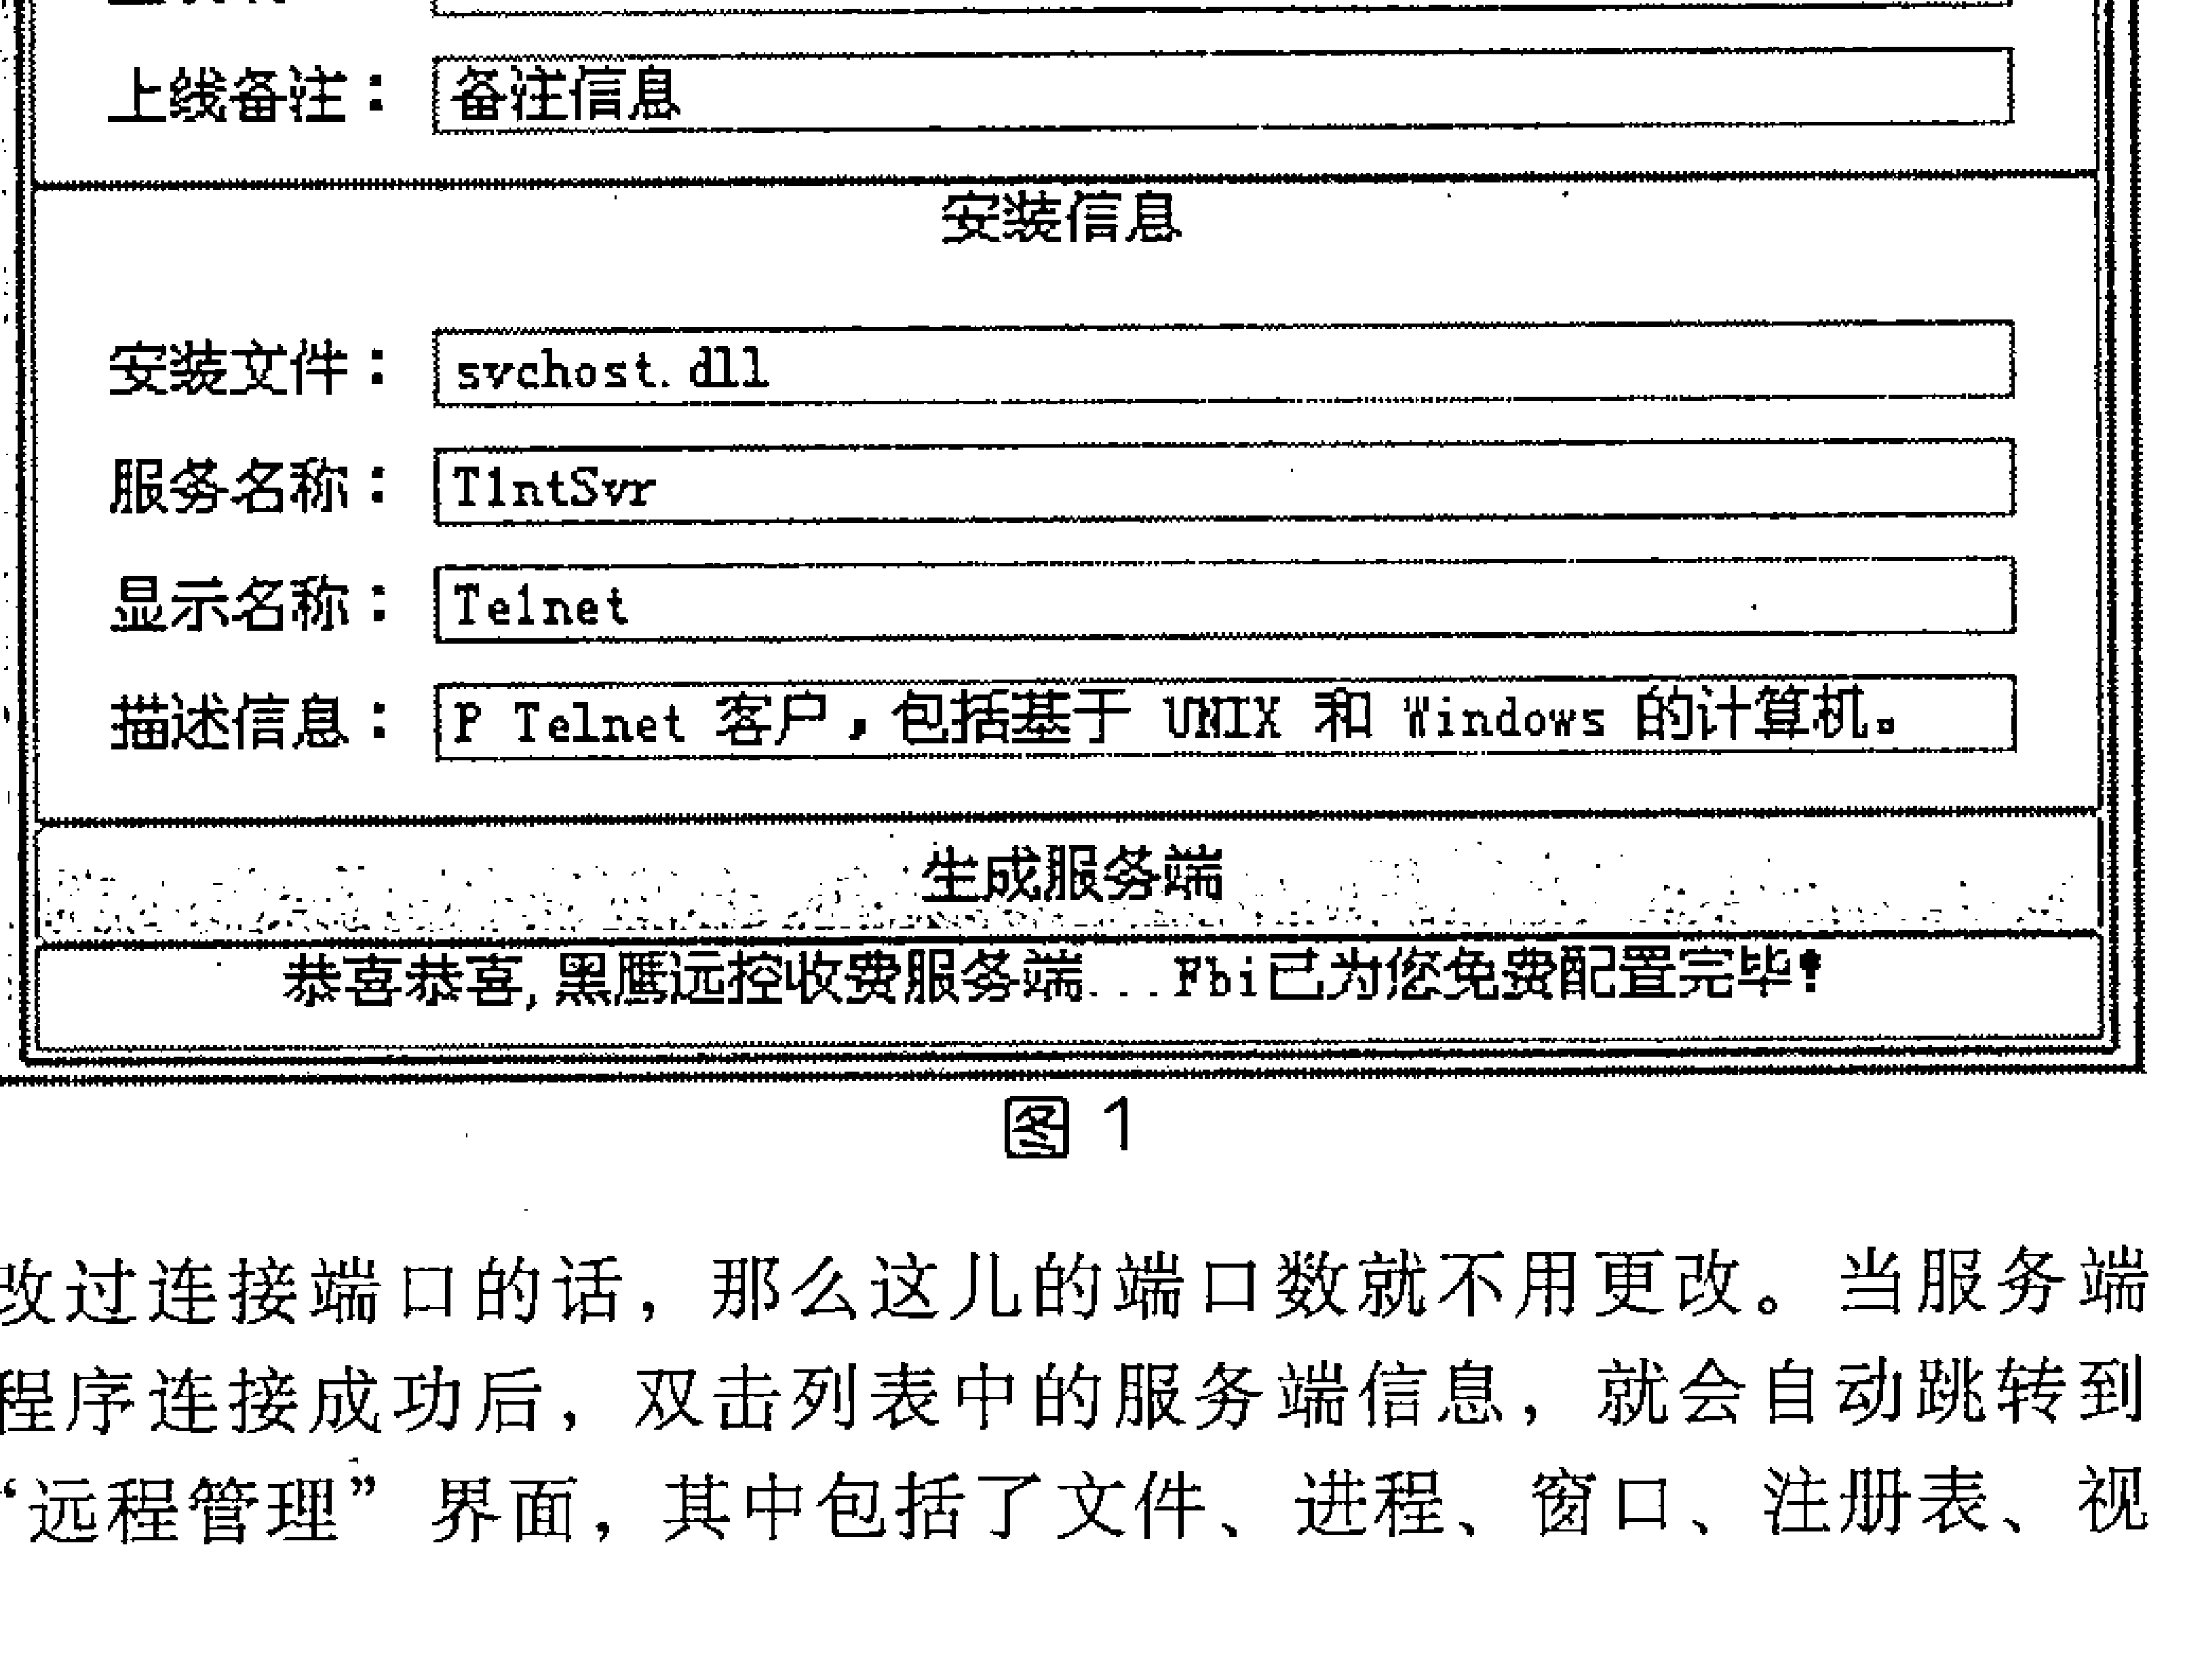 上线备注：备注信息
安装信息
安装文件：svchost.dll
服务名称：TlntSvr
显示名称：Telnet
描述信息：P Telnet 客户，包括基于 UNIX 和 Windows 的计算机。
生成服务端
恭喜恭喜,黑鹰远控收费服务端...Fbi已为您免费配置完毕!
图 1
改过连接端口的话，那么这儿的端口数就不用更改。当服务端
程序连接成功后，双击列表中的服务端信息，就会自动跳转到
“远程管理”界面，其中包括了文件、进程、窗口、注册表、视